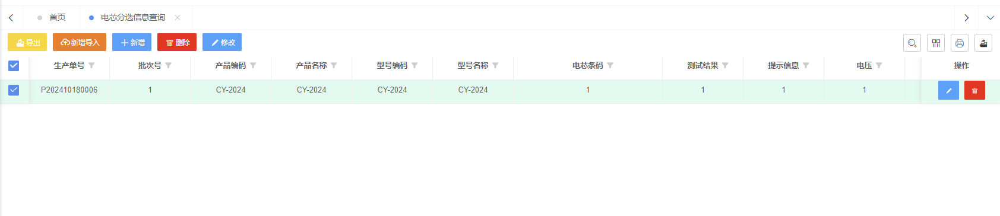 首页 电芯分选信息查询
导出 新增导入 新增 删除 修改
生产单号 批次号 产品编码 产品名称 型号编码 型号名称 电芯条码 测试结果 提示信息 电压 操作
P202410180006 1 CY-2024 CY-2024 CY-2024 CY-2024 1 1 1 1